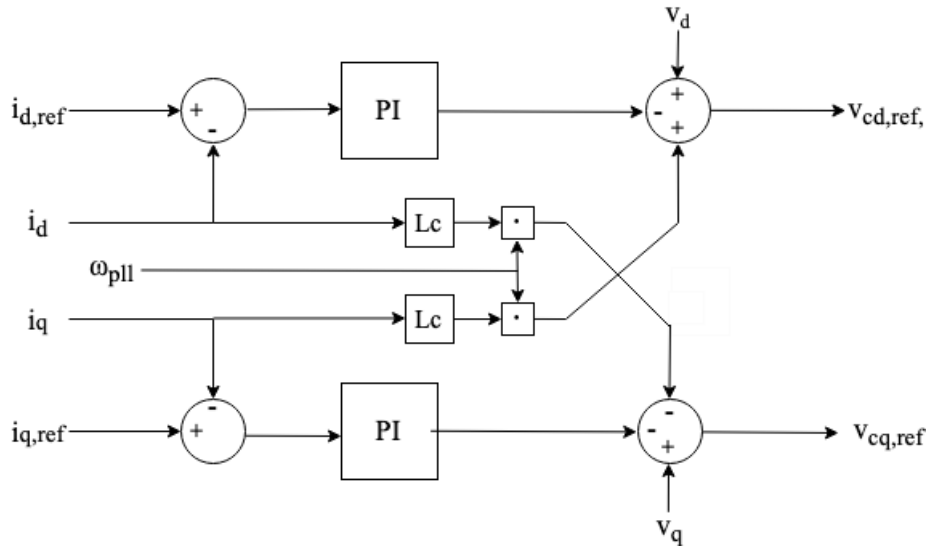 v_d
i_d,ref
+
-
PI
+
-
+
v_cd,ref,
i_d
Lc
·
ω_pll
i_q
Lc
·
i_q,ref
-
+
PI
-
-
+
v_cq,ref
v_q